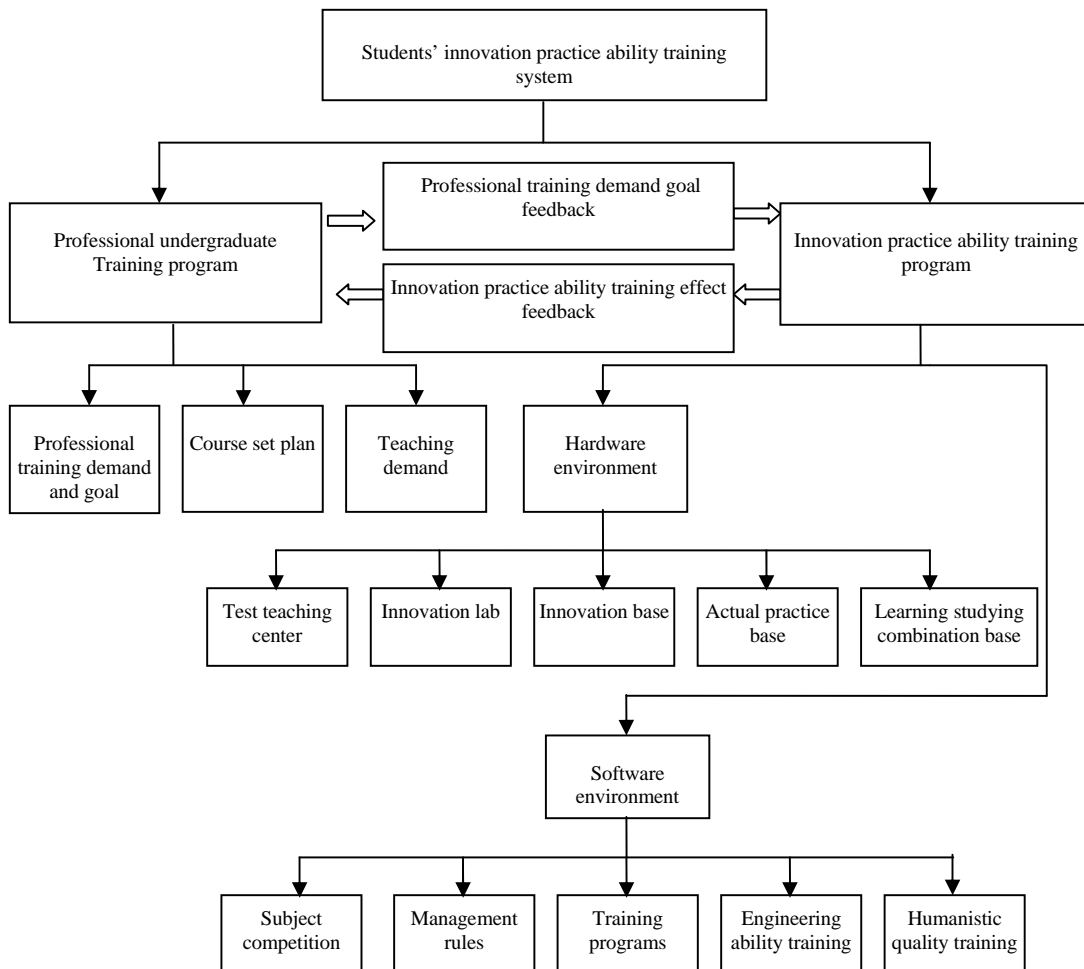 Students’ innovation practice ability training
system
Professional training demand goal
feedback
Professional undergraduate
Training program
Innovation practice ability training
program
Innovation practice ability training effect
feedback
Professional
training demand
and goal
Course set plan
Teaching
demand
Hardware
environment
Test teaching
center
Innovation lab
Innovation base
Actual practice
base
Learning studying
combination base
Software
environment
Subject
competition
Management
rules
Training
programs
Engineering
ability training
Humanistic
quality training